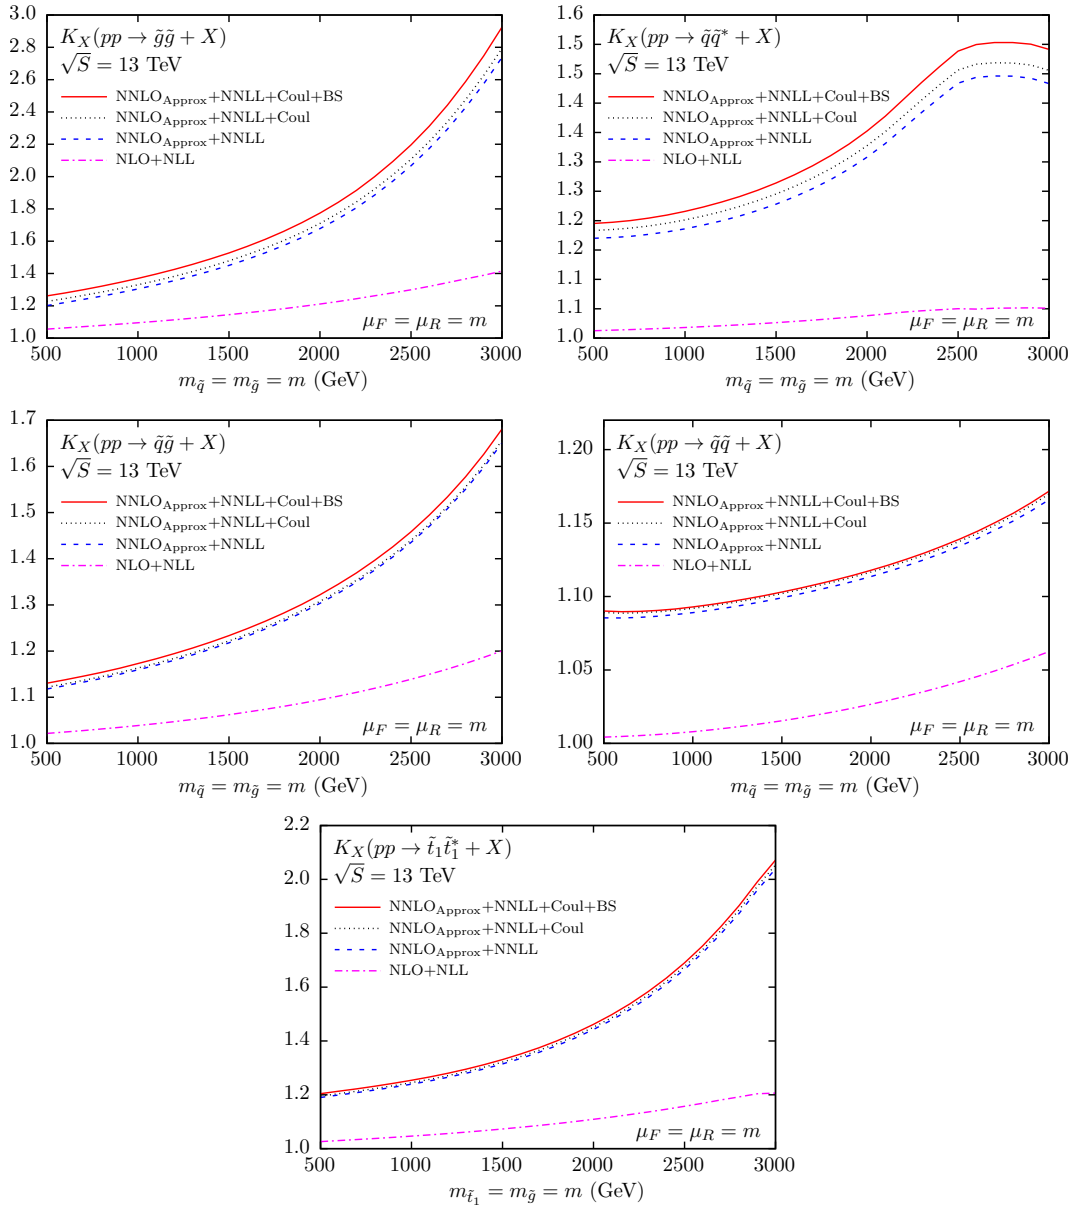 3.0
2.8
2.6
2.4
2.2
2.0
1.8
1.6
1.4
1.2
1.0
K_X(pp → g̃g̃ + X)
√S = 13 TeV
NNLO_Approx+NNLL+Coul+BS
NNLO_Approx+NNLL+Coul
NNLO_Approx+NNLL
NLO+NLL
μ_F = μ_R = m
500 1000 1500 2000 2500 3000
m_q̃ = m_g̃ = m (GeV)
1.6
1.5
1.5
1.4
1.4
1.3
1.3
1.2
1.2
1.1
1.1
1.0
K_X(pp → q̃q̃* + X)
√S = 13 TeV
NNLO_Approx+NNLL+Coul+BS
NNLO_Approx+NNLL+Coul
NNLO_Approx+NNLL
NLO+NLL
μ_F = μ_R = m
500 1000 1500 2000 2500 3000
m_q̃ = m_g̃ = m (GeV)
1.7
1.6
1.5
1.4
1.3
1.2
1.1
1.0
K_X(pp → q̃g̃ + X)
√S = 13 TeV
NNLO_Approx+NNLL+Coul+BS
NNLO_Approx+NNLL+Coul
NNLO_Approx+NNLL
NLO+NLL
μ_F = μ_R = m
500 1000 1500 2000 2500 3000
m_q̃ = m_g̃ = m (GeV)
1.20
1.15
1.10
1.05
1.00
K_X(pp → q̃q̃ + X)
√S = 13 TeV
NNLO_Approx+NNLL+Coul+BS
NNLO_Approx+NNLL+Coul
NNLO_Approx+NNLL
NLO+NLL
μ_F = μ_R = m
500 1000 1500 2000 2500 3000
m_q̃ = m_g̃ = m (GeV)
2.2
2.0
1.8
1.6
1.4
1.2
1.0
K_X(pp → t̃₁t̃₁* + X)
√S = 13 TeV
NNLO_Approx+NNLL+Coul+BS
NNLO_Approx+NNLL+Coul
NNLO_Approx+NNLL
NLO+NLL
μ_F = μ_R = m
500 1000 1500 2000 2500 3000
m_t̃₁ = m_g̃ = m (GeV)